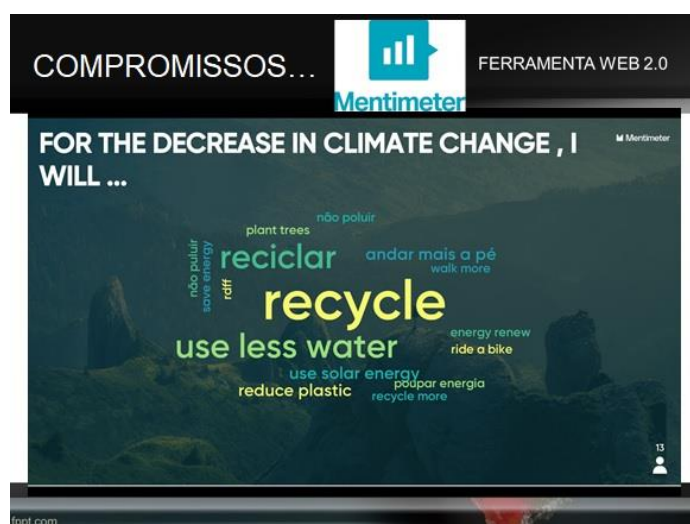 COMPROMISSOS...
Mentimeter
FERRAMENTA WEB 2.0
FOR THE DECREASE IN CLIMATE CHANGE , I
WILL ...
Mentimeter
não poluir
plant trees
não puluir
save energy
reciclar
andar mais a pé
walk more
rdff
recycle
energy renew
use less water
ride a bike
use solar energy
poupar energia
reduce plastic
recycle more
13
fppt.com